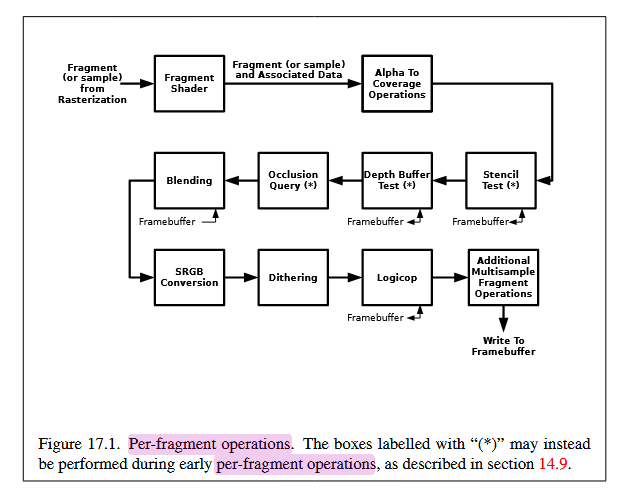 Fragment
(or sample)
from
Rasterization
Fragment
Shader
Fragment (or sample)
and Associated Data
Alpha To
Coverage
Operations
Blending
Occlusion
Query (*)
Depth Buffer
Test (*)
Stencil
Test (*)
Framebuffer
Framebuffer
Framebuffer
SRGB
Conversion
Dithering
Logicop
Additional
Multisample
Fragment
Operations
Framebuffer
Write To
Framebuffer
Figure 17.1. Per-fragment operations. The boxes labelled with “(*)” may instead
be performed during early per-fragment operations, as described in section 14.9.